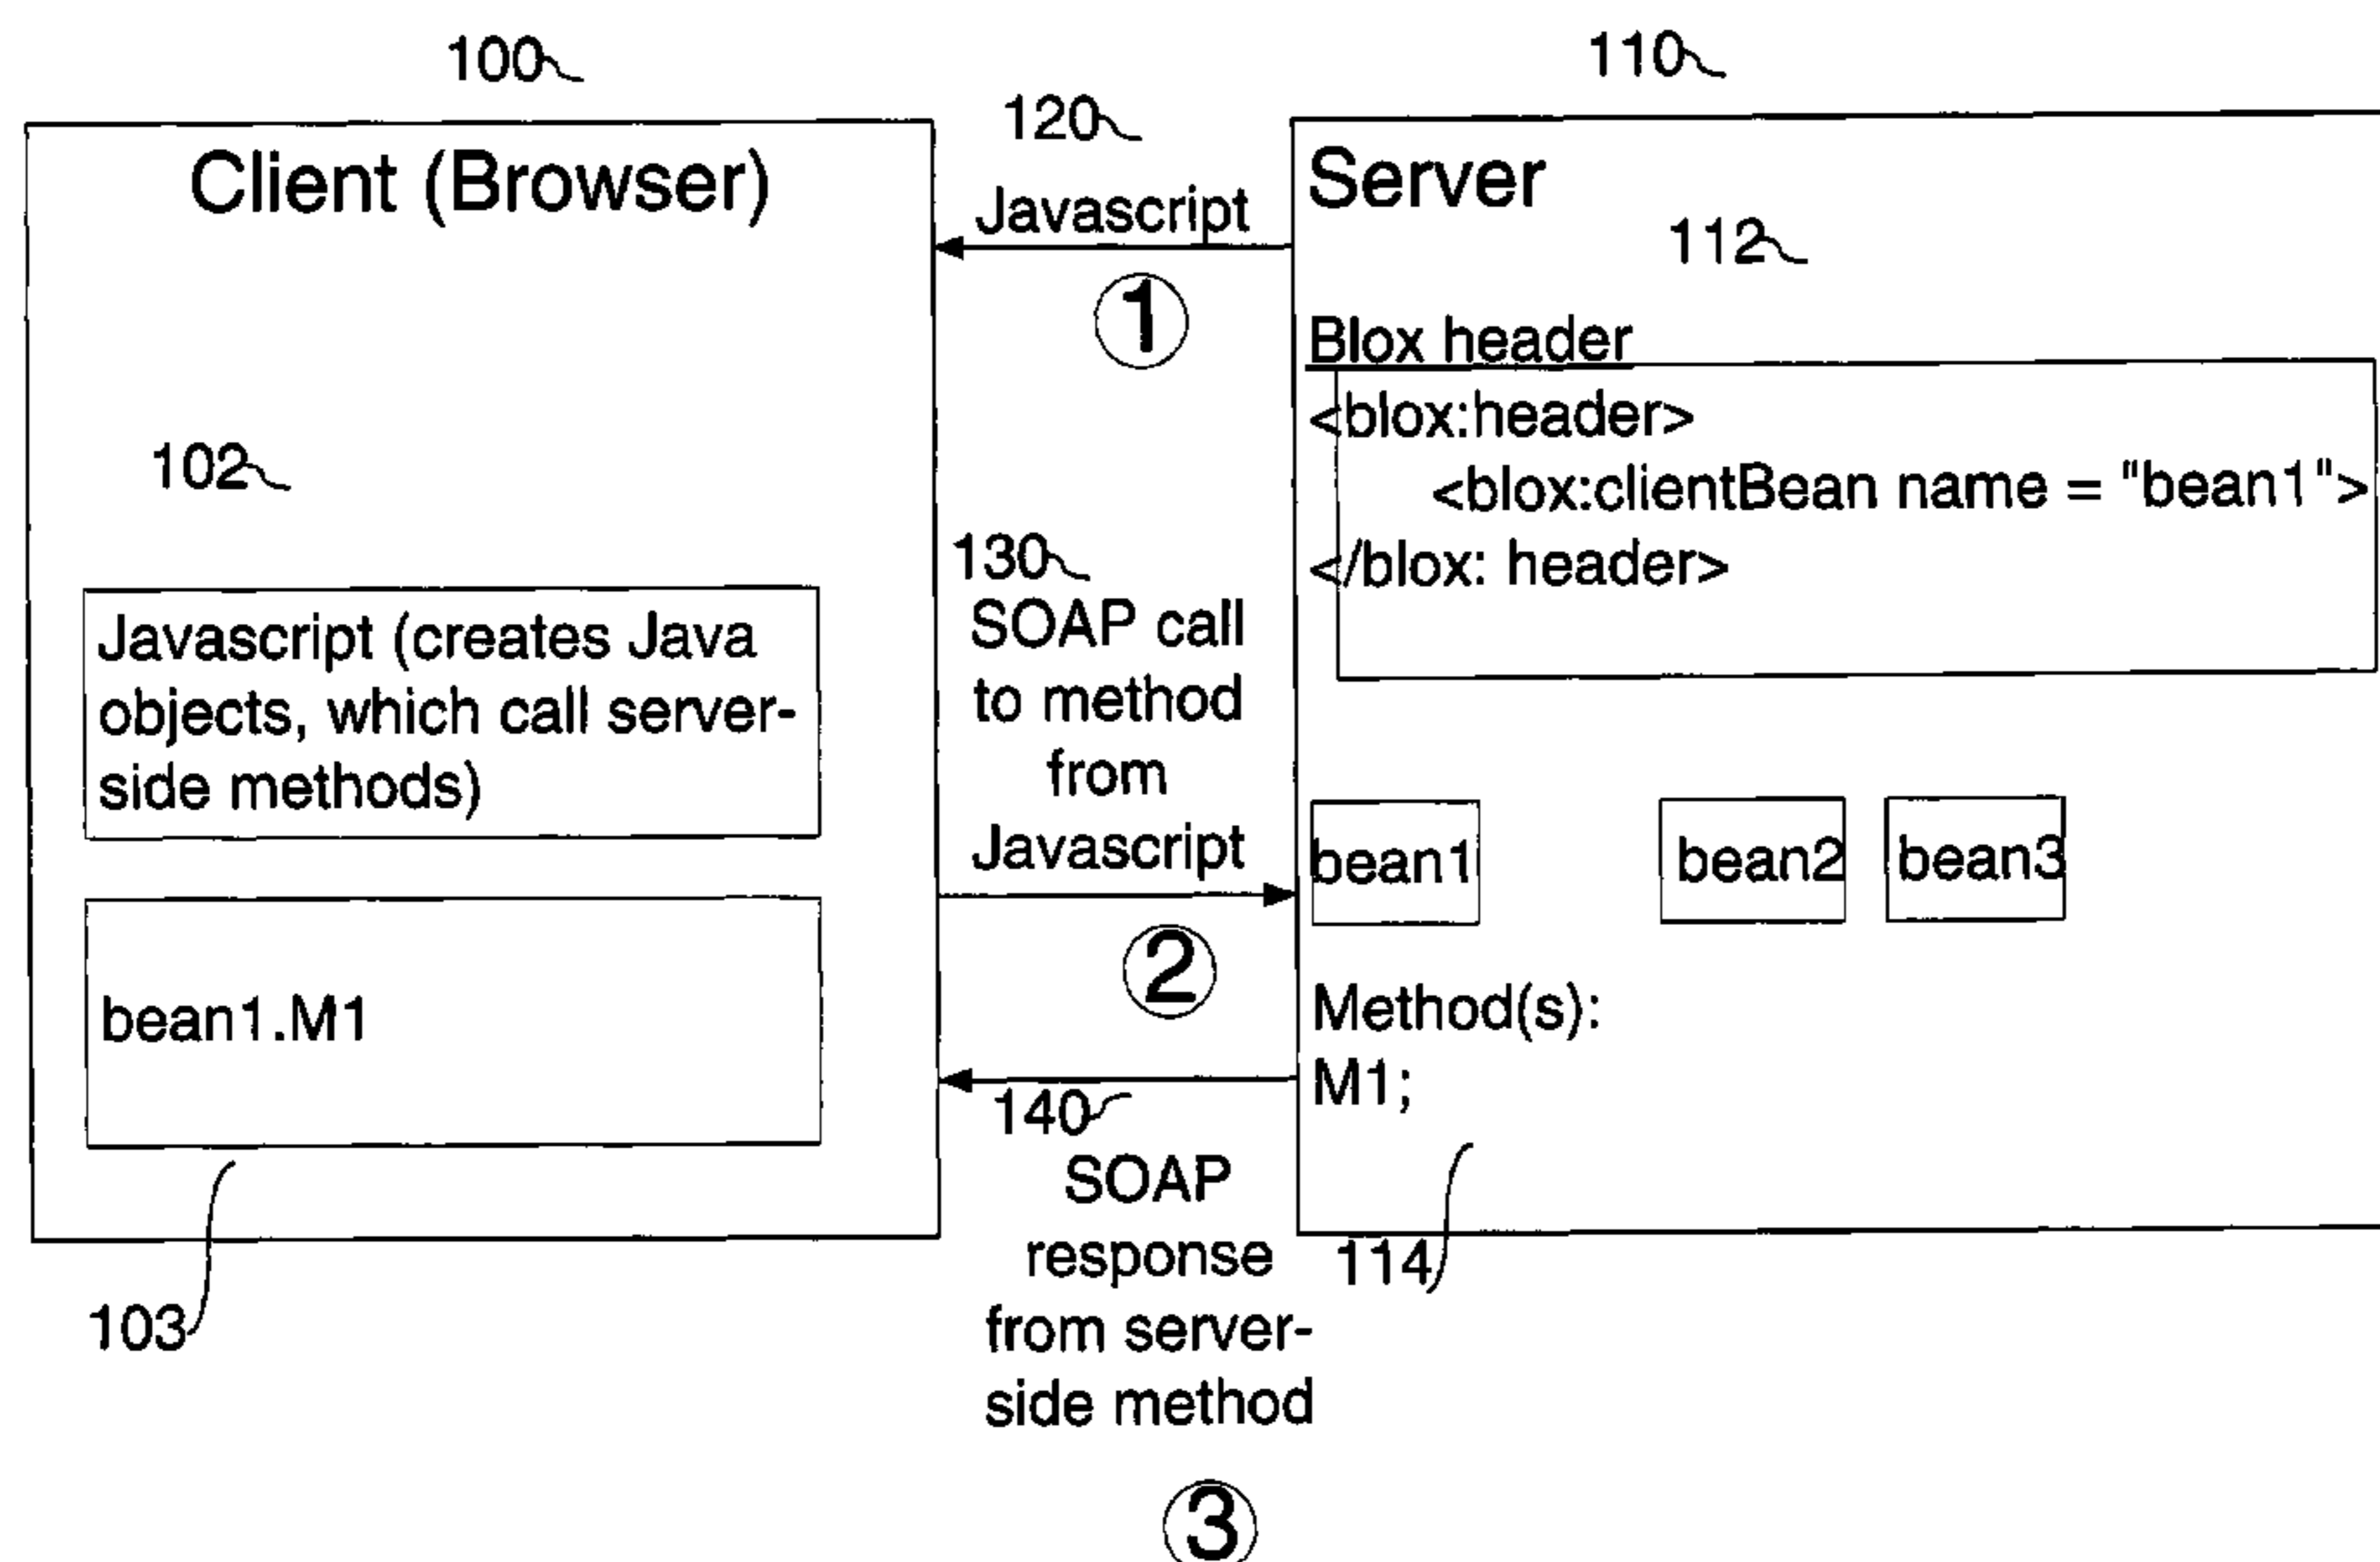 100
110
120
Client (Browser)
Javascript
Server
112
1
Blox header
<blox:header>
<blox:clientBean name = "bean1">
</blox: header>
102
130
SOAP call
to method
from
Javascript
Javascript (creates Java
objects, which call server-
side methods)
bean1
bean2
bean3
2
bean1.M1
Method(s):
M1;
140
SOAP
response
from server-
side method
114
103
3